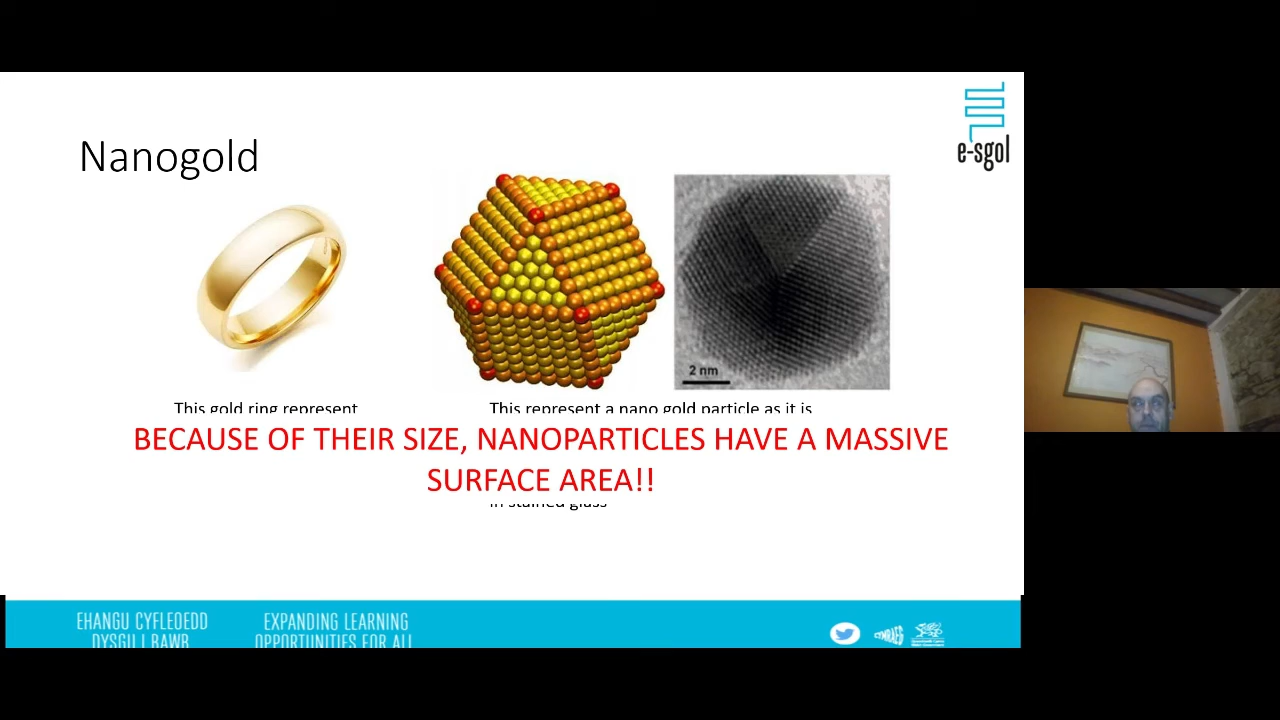 e-sgol
Nanogold
2 nm
This gold ring represent
This represent a nano gold particle as it is
BECAUSE OF THEIR SIZE, NANOPARTICLES HAVE A MASSIVE
SURFACE AREA!!
in stained glass
EHANGU CYFLEOEDD
DYSGU I BAWB
EXPANDING LEARNING
OPPORTUNITIES FOR ALL
CYMRAEG